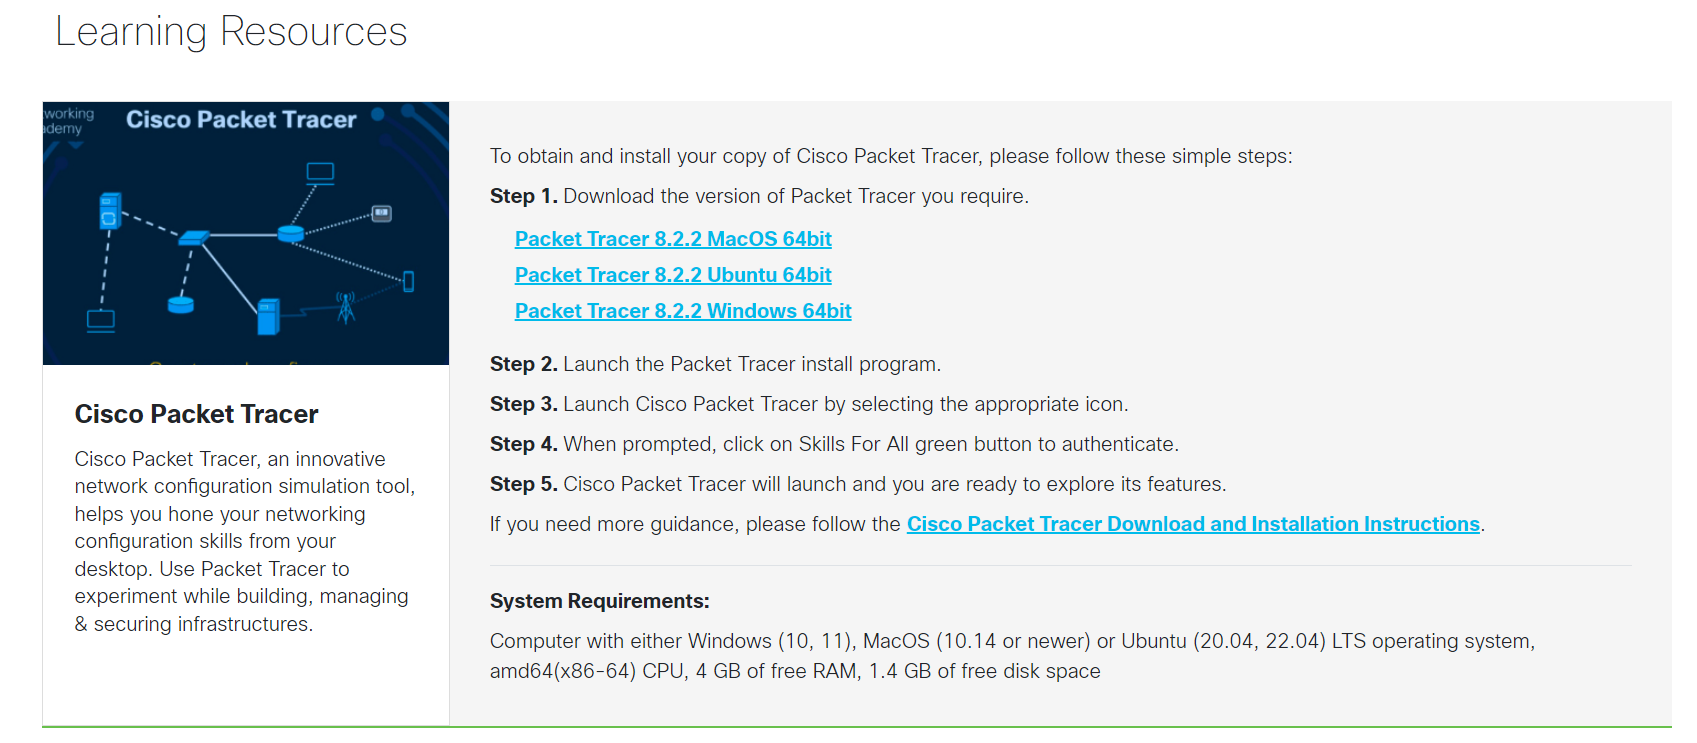 Learning Resources
working
ademy
Cisco Packet Tracer
Cisco Packet Tracer
Cisco Packet Tracer, an innovative
network configuration simulation tool,
helps you hone your networking
configuration skills from your
desktop. Use Packet Tracer to
experiment while building, managing
& securing infrastructures.
To obtain and install your copy of Cisco Packet Tracer, please follow these simple steps:
Step 1. Download the version of Packet Tracer you require.
Packet Tracer 8.2.2 MacOS 64bit
Packet Tracer 8.2.2 Ubuntu 64bit
Packet Tracer 8.2.2 Windows 64bit
Step 2. Launch the Packet Tracer install program.
Step 3. Launch Cisco Packet Tracer by selecting the appropriate icon.
Step 4. When prompted, click on Skills For All green button to authenticate.
Step 5. Cisco Packet Tracer will launch and you are ready to explore its features.
If you need more guidance, please follow the Cisco Packet Tracer Download and Installation Instructions.
System Requirements:
Computer with either Windows (10, 11), MacOS (10.14 or newer) or Ubuntu (20.04, 22.04) LTS operating system,
amd64(x86-64) CPU, 4 GB of free RAM, 1.4 GB of free disk space